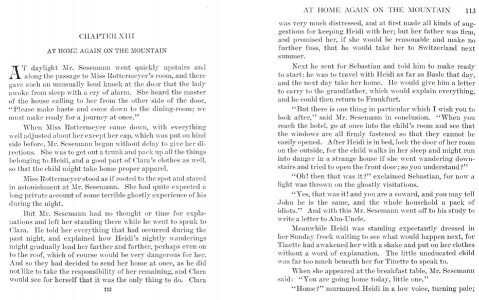 CHAPTER XIII
AT HOME AGAIN ON THE MOUNTAIN
AT daylight Mr. Sesemann went quickly upstairs and
along the passage to Miss Rottermeyer's room, and there
gave such an unusually loud knock at the door that the lady
awoke from sleep with a cry of alarm. She heard the master
of the house calling to her from the other side of the door,
"Please make haste and come down to the dining-room; we
must make ready for a journey at once."
When Miss Rottermeyer came down, with everything
well adjusted about her except her cap, which was put on hind
side before, Mr. Sesemann began without delay to give her di-
rections. She was to get out a trunk and pack up all the things
belonging to Heidi, and a good part of Clara's clothes as well,
so that the child might take home proper apparel.
Miss Rottermeyer stood as if rooted to the spot and stared
in astonishment at Mr. Sesemann. She had quite expected a
long private account of some terrible ghostly experience of his
during the night.
But Mr. Sesemann had no thought or time for expla-
nations and left her standing there while he went to speak to
Clara. He told her everything that had occurred during the
past night, and explained how Heidi's nightly wanderings
might gradually lead her farther and farther, perhaps even on
to the roof, which of course would be very dangerous for her.
And so they had decided to send her home at once, as he did
not like to take the responsibility of her remaining, and Clara
would see for herself that it was the only thing to do. Clara
112
AT HOME AGAIN ON THE MOUNTAIN 113
was very much distressed, and at first made all kinds of sug-
gestions for keeping Heidi with her; but her father was firm,
and promised her, if she would be reasonable and make no
further fuss, that he would take her to Switzerland next
summer.
Next he sent for Sebastian and told him to make ready
to start: he was to travel with Heidi as far as Basle that day,
and the next day take her home. He would give him a letter
to carry to the grandfather, which would explain everything,
and he could then return to Frankfurt.
"But there is one thing in particular which I wish you to
look after," said Mr. Sesemann in conclusion. "When you
reach the hotel, go at once into the child's room and see that
the windows are all firmly fastened so that they cannot be
easily opened. After Heidi is in bed, lock the door of her room
on the outside, for the child walks in her sleep and might run
into danger in a strange house if she went wandering down-
stairs and tried to open the front door; so you understand?"
"Oh! then that was it?" exclaimed Sebastian, for now a
light was thrown on the ghostly visitations.
"Yes, that was it! and you are a coward, and you may tell
John he is the same, and the whole household a pack of
idiots." And with this Mr. Sesemann went off to his study to
write a letter to Alm-Uncle.
Meanwhile Heidi was standing expectantly dressed in
her Sunday frock waiting to see what would happen next, for
Tinette had awakened her with a shake and put on her clothes
without a word of explanation. The little uneducated child
was far too much beneath her for Tinette to speak to.
When she appeared at the breakfast table, Mr. Sesemann
said: "You are going home today, little one."
"Home?" murmured Heidi in a low voice, turning pale;